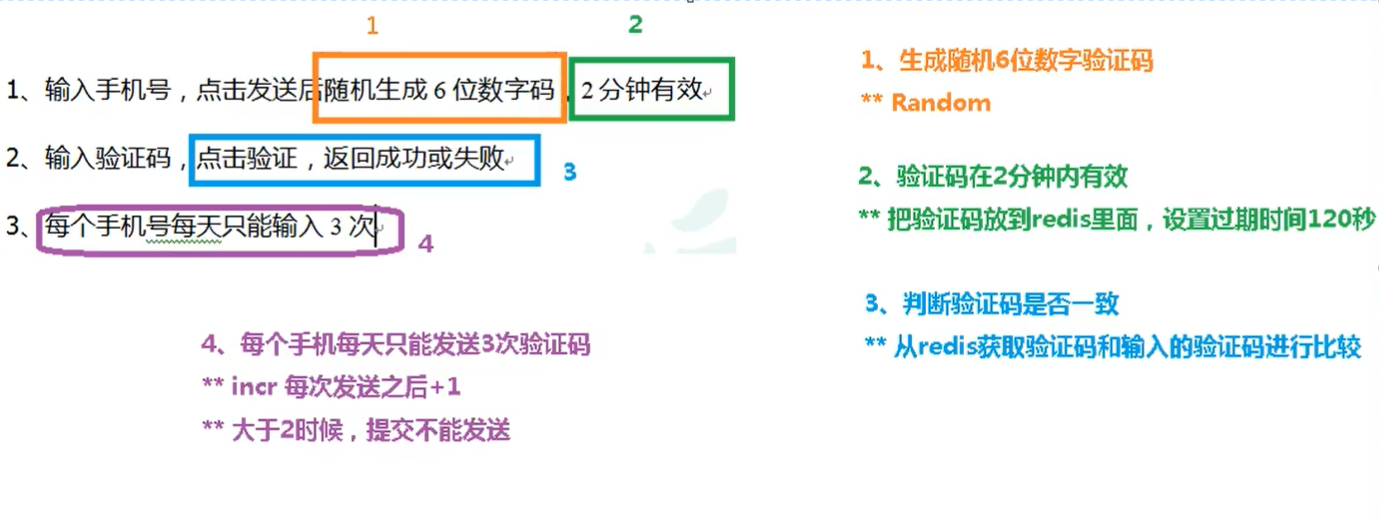 1
2
1、输入手机号，点击发送后随机生成 6 位数字码，2 分钟有效
2、输入验证码，点击验证，返回成功或失败
3
3、每个手机号每天只能输入 3 次
4
1、生成随机6位数字验证码
** Random
2、验证码在2分钟内有效
** 把验证码放到redis里面，设置过期时间120秒
3、判断验证码是否一致
** 从redis获取验证码和输入的验证码进行比较
4、每个手机每天只能发送3次验证码
** incr 每次发送之后+1
** 大于2时候，提交不能发送